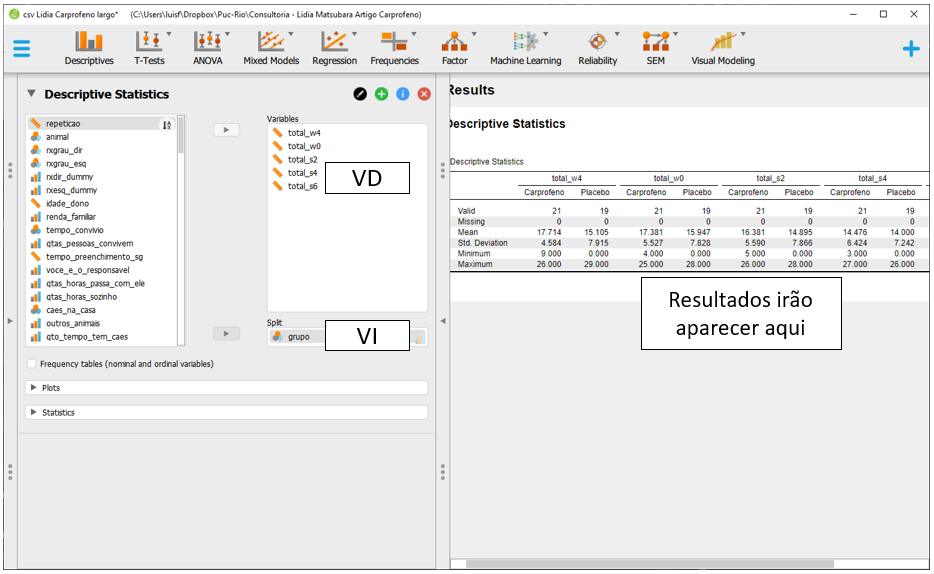 csv Lidia Carprofeno largo* (C:\Users\luisf\Dropbox\Puc-Rio\Consultoria - Lidia Matsubara Artigo Carprofeno)
Descriptives T-Tests ANOVA Mixed Models Regression Frequencies Factor Machine Learning Reliability SEM Visual Modeling
Descriptive Statistics
repeticao
animal
rxgrau_dir
rxgrau_esq
rxdir_dummy
rxesq_dummy
idade_dono
renda_familiar
tempo_convivio
qtas_pessoas_convivem
tempo_preenchimento_sg
voce_e_o_responsavel
qtas_horas_passa_com_ele
qtas_horas_sozinho
caes_na_casa
outros_animais
qto_tempo_tem_caes
Variables
total_w4
total_w0
total_s2
total_s4
total_s6
VD
Split
grupo
VI
Frequency tables (nominal and ordinal variables)
Plots
Statistics
Results
Descriptive Statistics
Descriptive Statistics
total_w4 total_w0 total_s2 total_s4
Carprofeno Placebo Carprofeno Placebo Carprofeno Placebo Carprofeno Placebo
Valid 21 19 21 19 21 19 21 19
Missing 0 0 0 0 0 0 0 0
Mean 17.714 15.105 17.381 15.947 16.381 14.895 14.476 14.000
Std. Deviation 4.584 7.915 5.527 7.828 5.590 7.866 6.424 7.242
Minimum 9.000 0.000 4.000 0.000 5.000 0.000 3.000 0.000
Maximum 26.000 29.000 25.000 28.000 26.000 28.000 27.000 26.000
Resultados irão
aparecer aqui